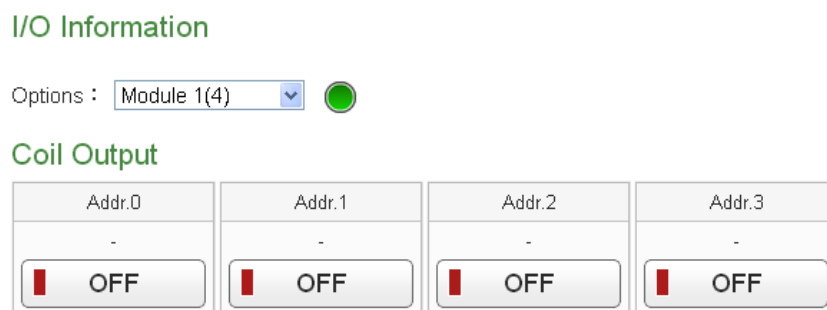 I/O Information
Options : Module 1(4)
Coil Output
Addr.0 Addr.1 Addr.2 Addr.3
- - - -
OFF OFF OFF OFF